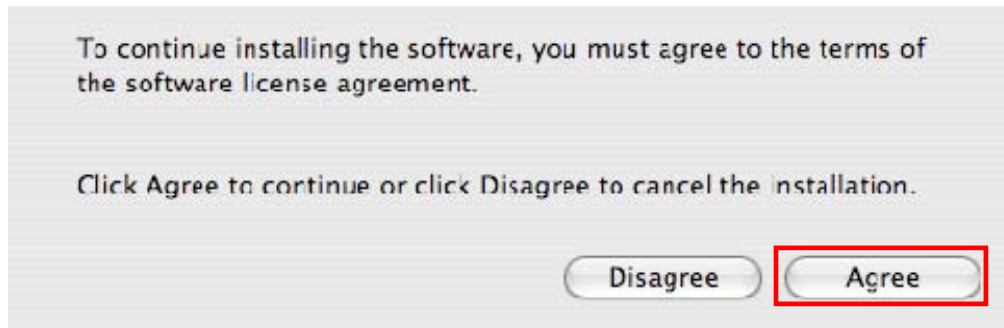 To continue installing the software, you must agree to the terms of
the software license agreement.
Click Agree to continue or click Disagree to cancel the installation.
Disagree Agree